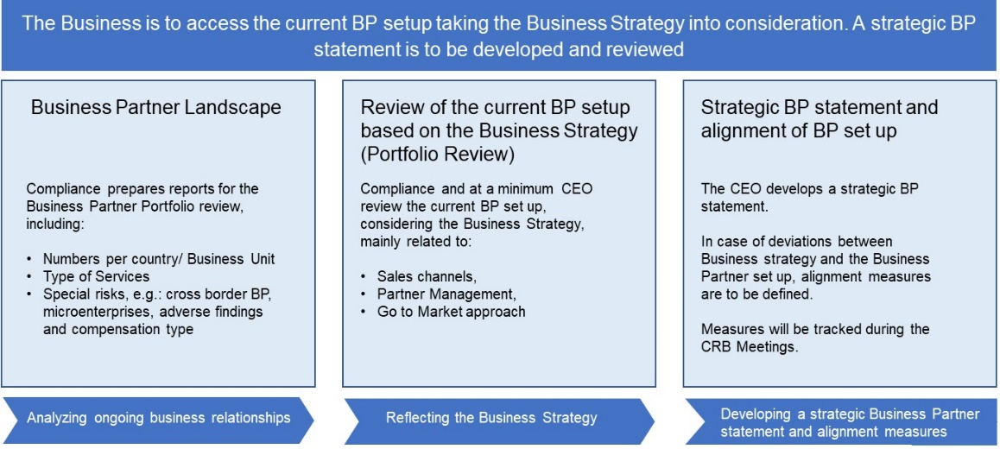 The Business is to access the current BP setup taking the Business Strategy into consideration. A strategic BP
statement is to be developed and reviewed
Business Partner Landscape
Compliance prepares reports for the
Business Partner Portfolio review,
including:
• Numbers per country/ Business Unit
• Type of Services
• Special risks, e.g.: cross border BP,
microenterprises, adverse findings
and compensation type
Analyzing ongoing business relationships
Review of the current BP setup
based on the Business Strategy
(Portfolio Review)
Compliance and at a minimum CEO
review the current BP set up,
considering the Business Strategy,
mainly related to:
• Sales channels,
• Partner Management,
• Go to Market approach
Reflecting the Business Strategy
Strategic BP statement and
alignment of BP set up
The CEO develops a strategic BP
statement.
In case of deviations between
Business strategy and the Business
Partner set up, alignment measures
are to be defined.
Measures will be tracked during the
CRB Meetings.
Developing a strategic Business Partner
statement and alignment measures